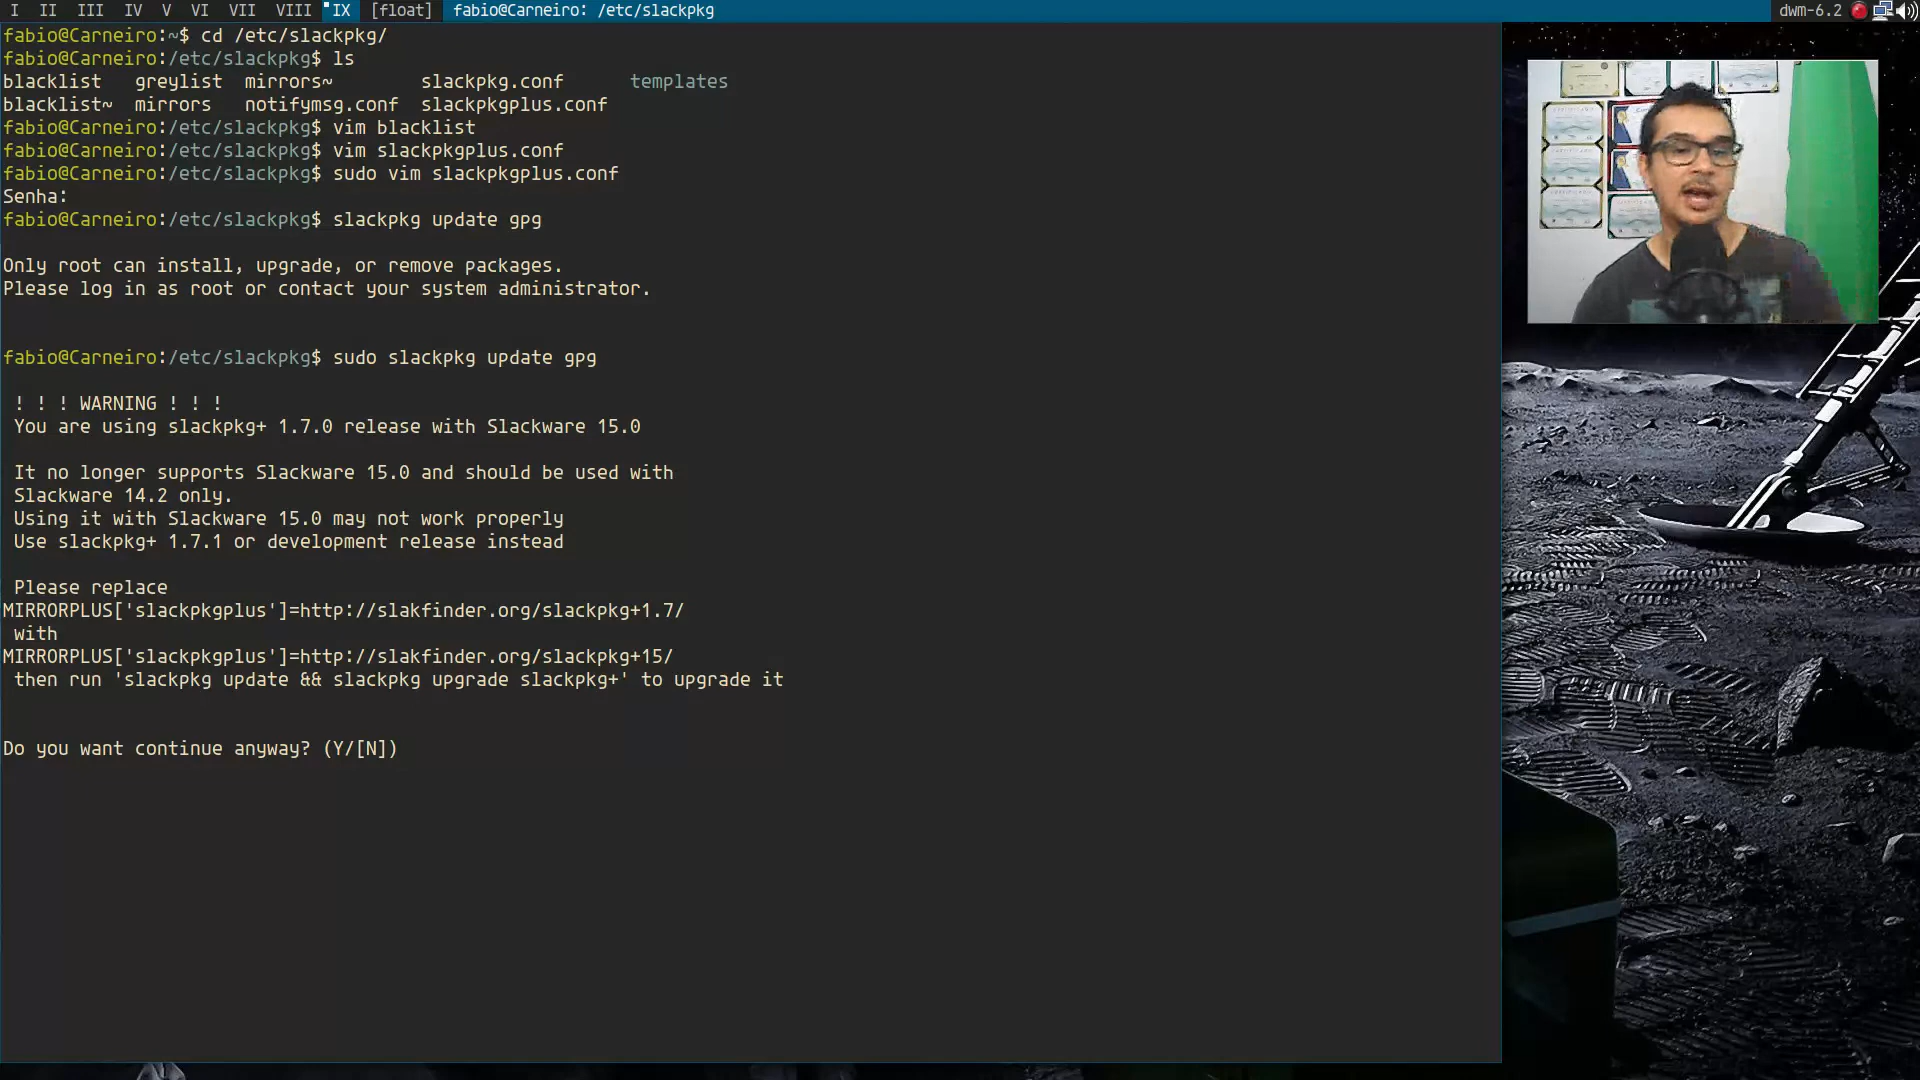 I II III IV V VI VII VIII IX [float] fabio@Carneiro: /etc/slackpkg dwm-6.2
fabio@Carneiro:~$ cd /etc/slackpkg/
fabio@Carneiro:/etc/slackpkg$ ls
blacklist greylist mirrors~ slackpkg.conf templates
blacklist~ mirrors notifymsg.conf slackpkgplus.conf
fabio@Carneiro:/etc/slackpkg$ vim blacklist
fabio@Carneiro:/etc/slackpkg$ vim slackpkgplus.conf
fabio@Carneiro:/etc/slackpkg$ sudo vim slackpkgplus.conf
Senha:
fabio@Carneiro:/etc/slackpkg$ slackpkg update gpg
Only root can install, upgrade, or remove packages.
Please log in as root or contact your system administrator.
fabio@Carneiro:/etc/slackpkg$ sudo slackpkg update gpg
! ! ! WARNING ! ! !
You are using slackpkg+ 1.7.0 release with Slackware 15.0
It no longer supports Slackware 15.0 and should be used with
Slackware 14.2 only.
Using it with Slackware 15.0 may not work properly
Use slackpkg+ 1.7.1 or development release instead
Please replace
MIRRORPLUS['slackpkgplus']=http://slakfinder.org/slackpkg+1.7/
with
MIRRORPLUS['slackpkgplus']=http://slakfinder.org/slackpkg+15/
then run 'slackpkg update && slackpkg upgrade slackpkg+' to upgrade it
Do you want continue anyway? (Y/[N])